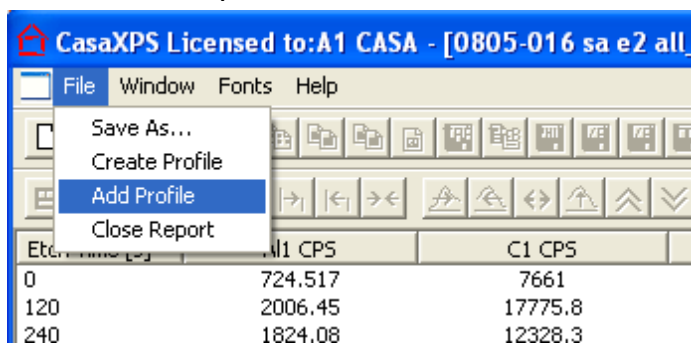 CasaXPS Licensed to:A1 CASA - [0805-016 sa e2 all_
File Window Fonts Help
Save As...
Create Profile
Add Profile
Close Report
Al1 CPS C1 CPS
0 724.517 7661
120 2006.45 17775.8
240 1824.08 12328.3